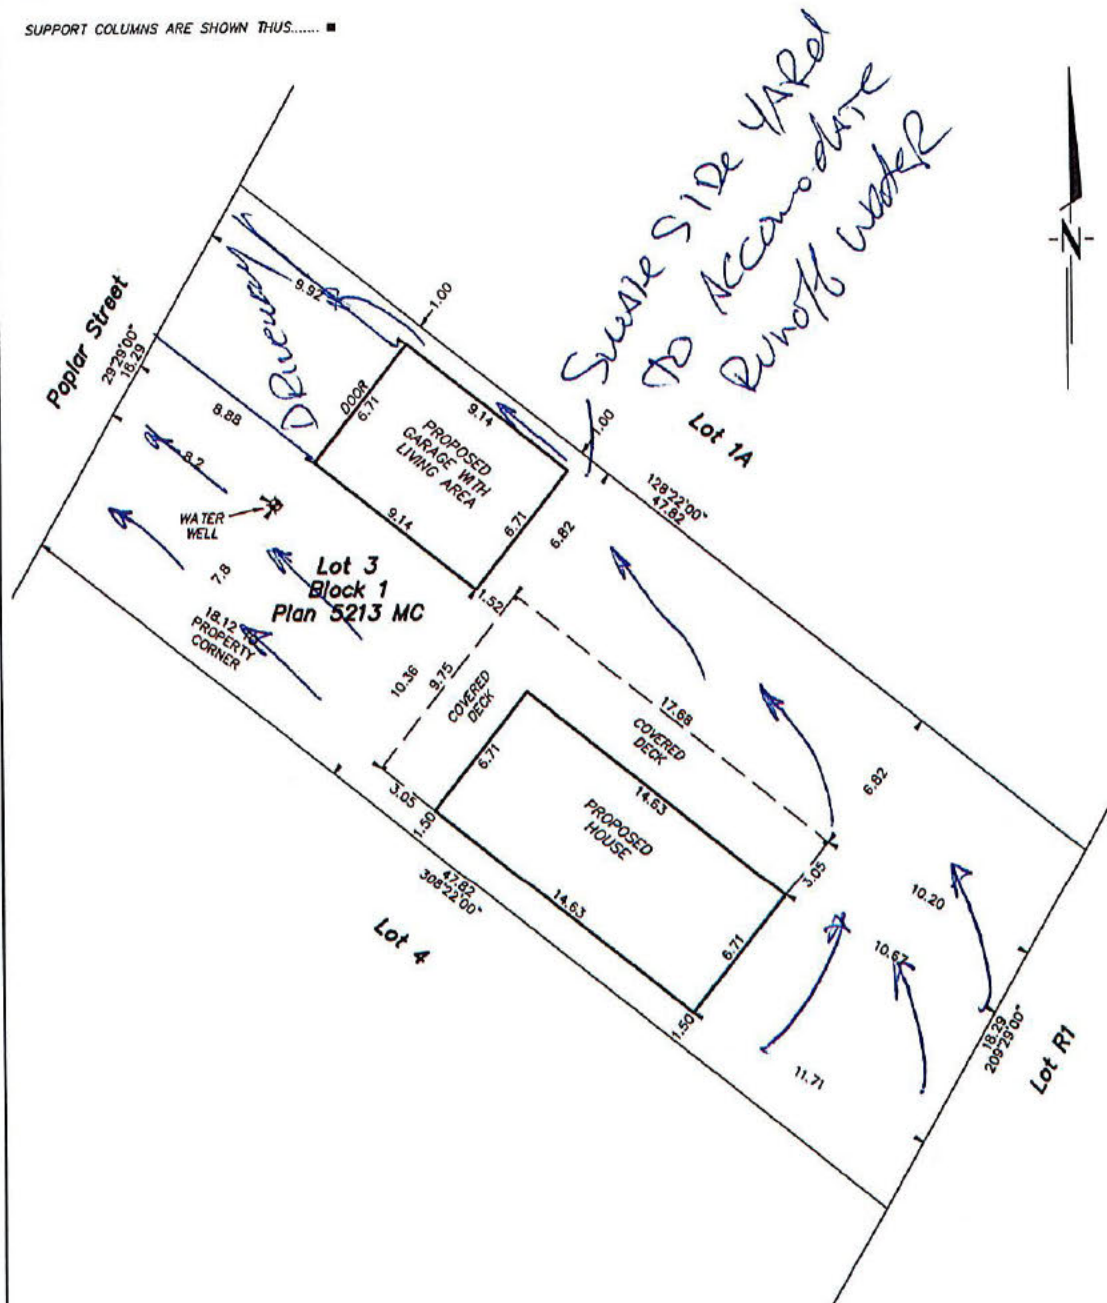 SUPPORT COLUMNS ARE SHOWN THUS....... ■
SWALE SIDE YARD
TO ACCOMODATE
RUNOFF WATER
N
Poplar Street
29°29'00"
18.29
9.92
DRIVEWAY
1.00
DOOR
6.71
9.14
PROPOSED
GARAGE WITH
LIVING AREA
8.88
9.14
6.71
1.00
Lot 1A
128°22'00"
47.82
6.82
8.2
WATER
WELL
7.8
Lot 3
Block 1
Plan 5213 MC
18.12 TO
PROPERTY
CORNER
1.52
10.36
9.75
COVERED
DECK
17.68
COVERED
DECK
6.71
14.63
PROPOSED
HOUSE
3.05
1.50
14.63
6.71
3.05
6.82
47.82
308°22'00"
Lot 4
1.50
10.20
10.67
11.71
18.29
209°29'00"
Lot R1